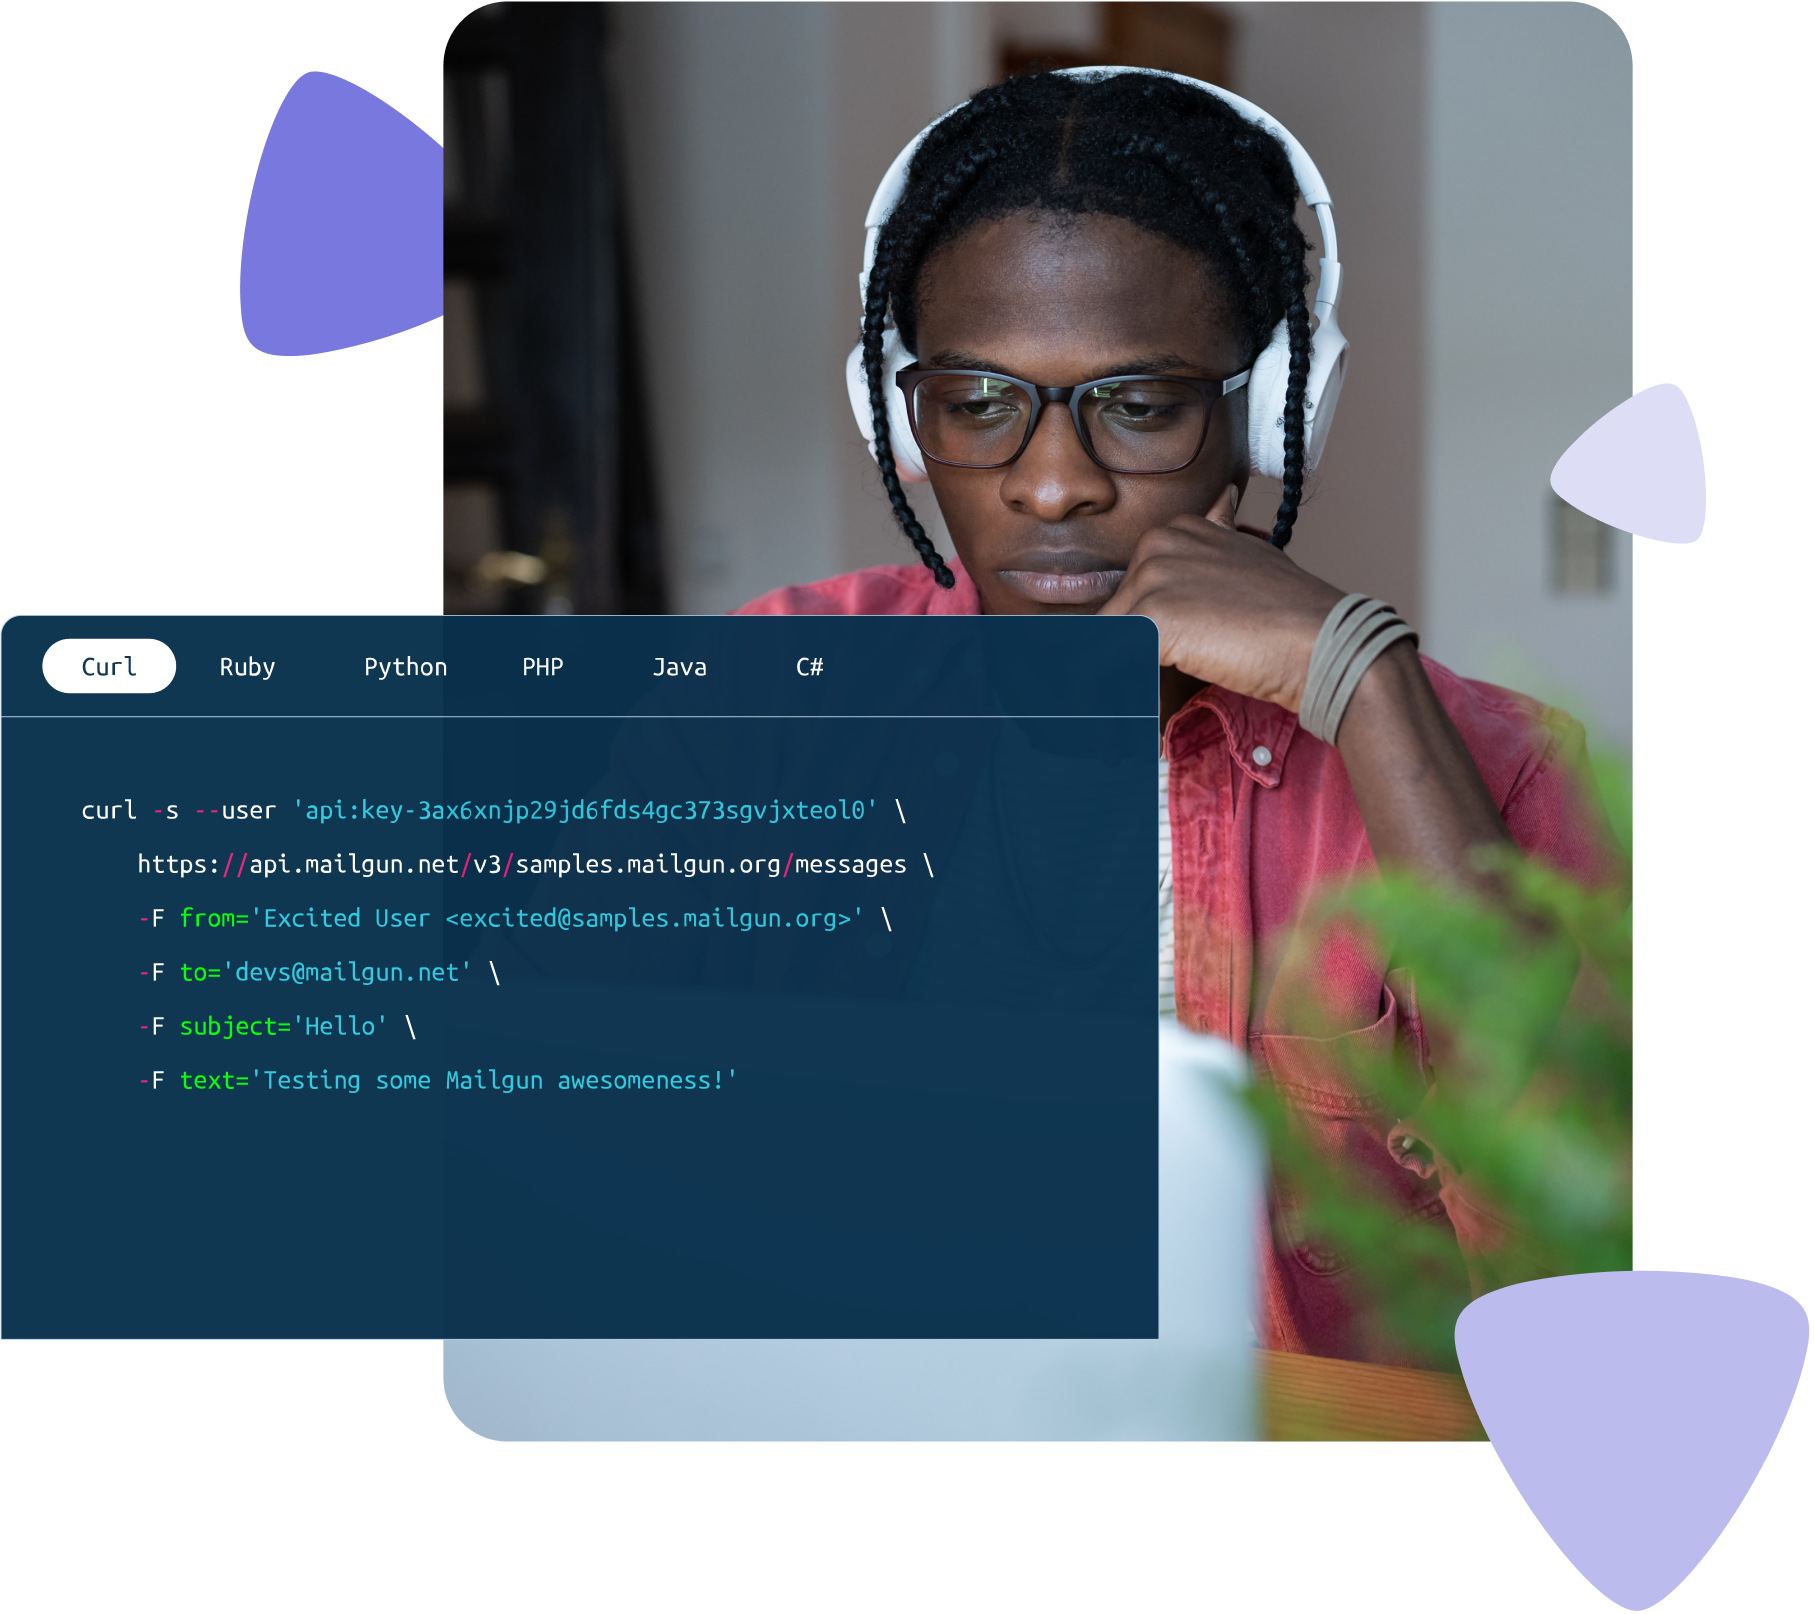 Curl Ruby Python PHP Java C#
curl -s --user 'api:key-3ax6xnjp29jd6fds4gc373sgvjxteol0' \
https://api.mailgun.net/v3/samples.mailgun.org/messages \
-F from='Excited User <excited@samples.mailgun.org>' \
-F to='devs@mailgun.net' \
-F subject='Hello' \
-F text='Testing some Mailgun awesomeness!'